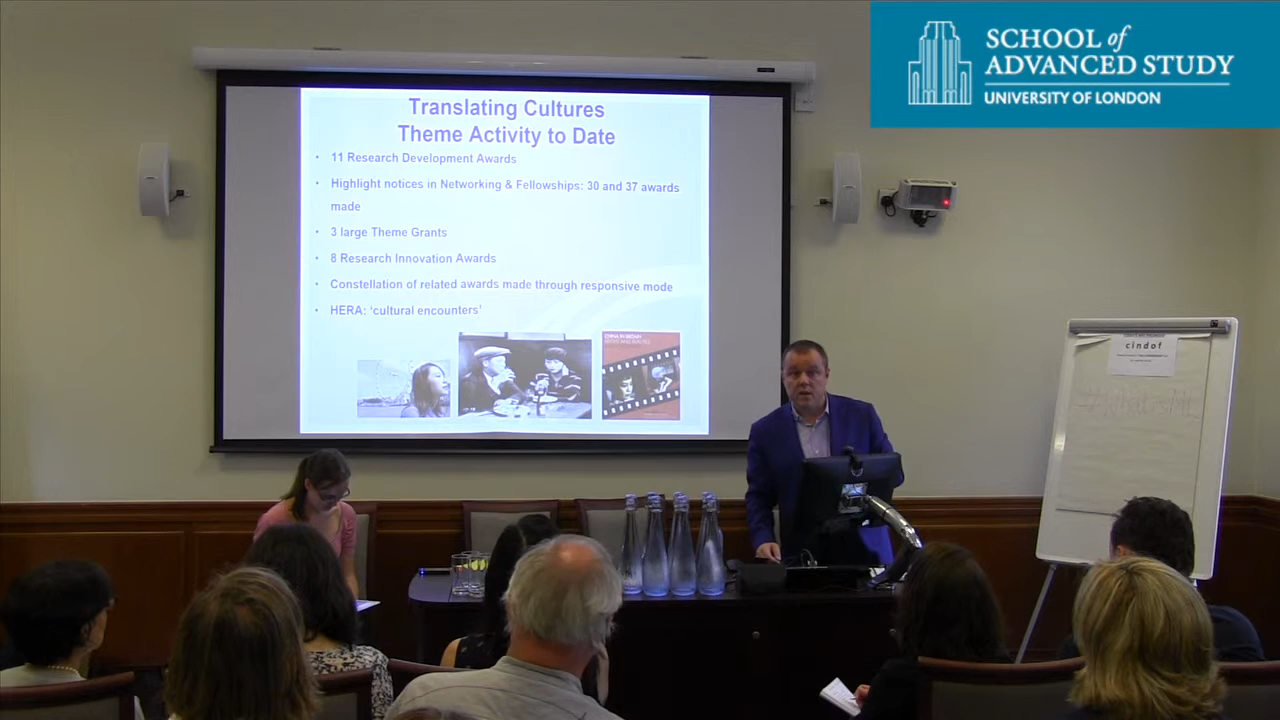 SCHOOL of
ADVANCED STUDY
UNIVERSITY OF LONDON
Translating Cultures
Theme Activity to Date
• 11 Research Development Awards
• Highlight notices in Networking & Fellowships: 30 and 37 awards
made
• 3 large Theme Grants
• 8 Research Innovation Awards
• Constellation of related awards made through responsive mode
• HERA: ‘cultural encounters’
cindof